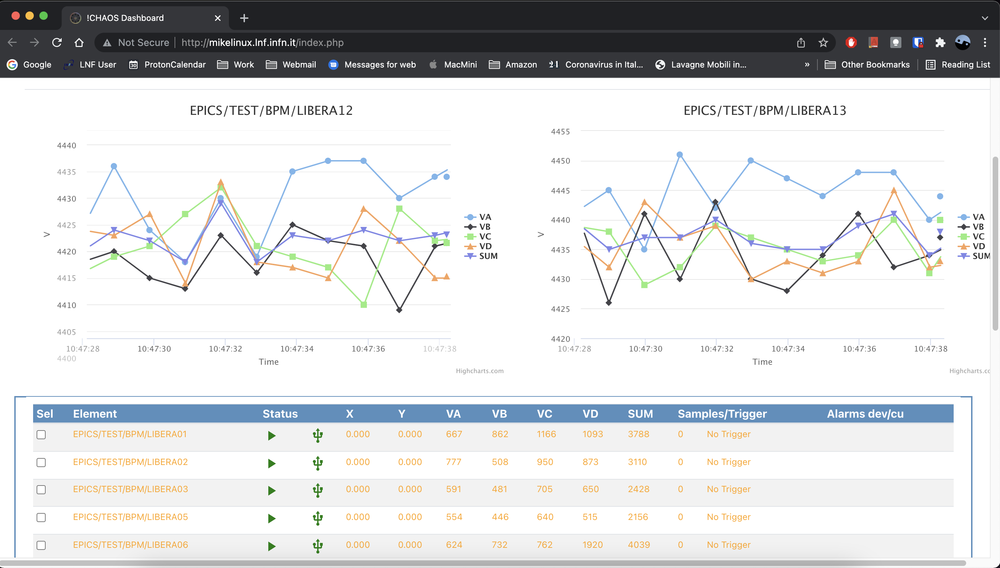 !CHAOS Dashboard
Not Secure http://mikelinux.lnf.infn.it/index.php
Google LNF User 30 ProtonCalendar Work Webmail Messages for web MacMini Amazon 24 Coronavirus in Ital... Lavagne Mobili in... » Other Bookmarks Reading List
EPICS/TEST/BPM/LIBERA12
4440
4435
4430
4425
4420
4415
4410
4405
4400
V
10:47:28 10:47:30 10:47:32 10:47:34 10:47:36 10:47:38
Time
VA
VB
VC
VD
SUM
Highcharts.com
EPICS/TEST/BPM/LIBERA13
4455
4450
4445
4440
4435
4430
4425
4420
V
10:47:28 10:47:30 10:47:32 10:47:34 10:47:36 10:47:38
Time
VA
VB
VC
VD
SUM
Highcharts.co
Sel Element Status X Y VA VB VC VD SUM Samples/Trigger Alarms dev/cu
EPICS/TEST/BPM/LIBERA01 0.000 0.000 667 862 1166 1093 3788 0 No Trigger
EPICS/TEST/BPM/LIBERA02 0.000 0.000 777 508 950 873 3110 0 No Trigger
EPICS/TEST/BPM/LIBERA03 0.000 0.000 591 481 705 650 2428 0 No Trigger
EPICS/TEST/BPM/LIBERA05 0.000 0.000 554 446 640 515 2156 0 No Trigger
EPICS/TEST/BPM/LIBERA06 0.000 0.000 624 732 762 1920 4039 0 No Trigger